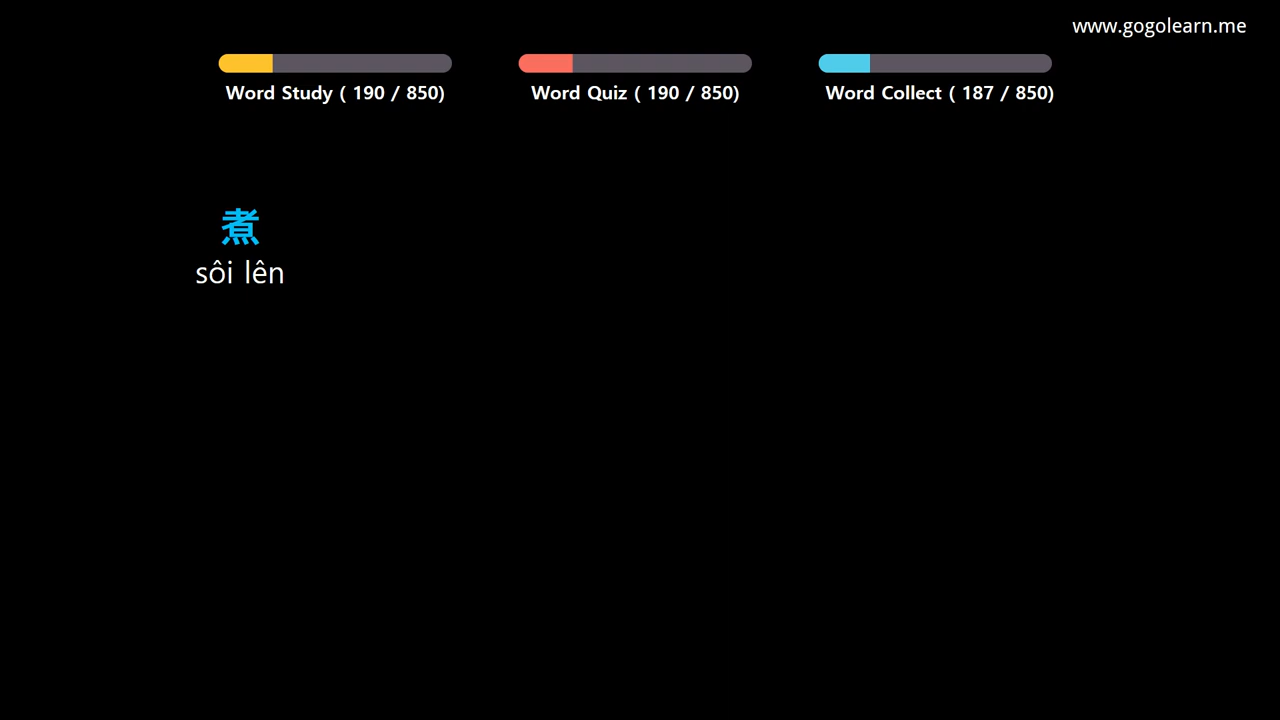 www.gogolearn.me
Word Study ( 190 / 850)
Word Quiz ( 190 / 850)
Word Collect ( 187 / 850)
煮
sôi lên